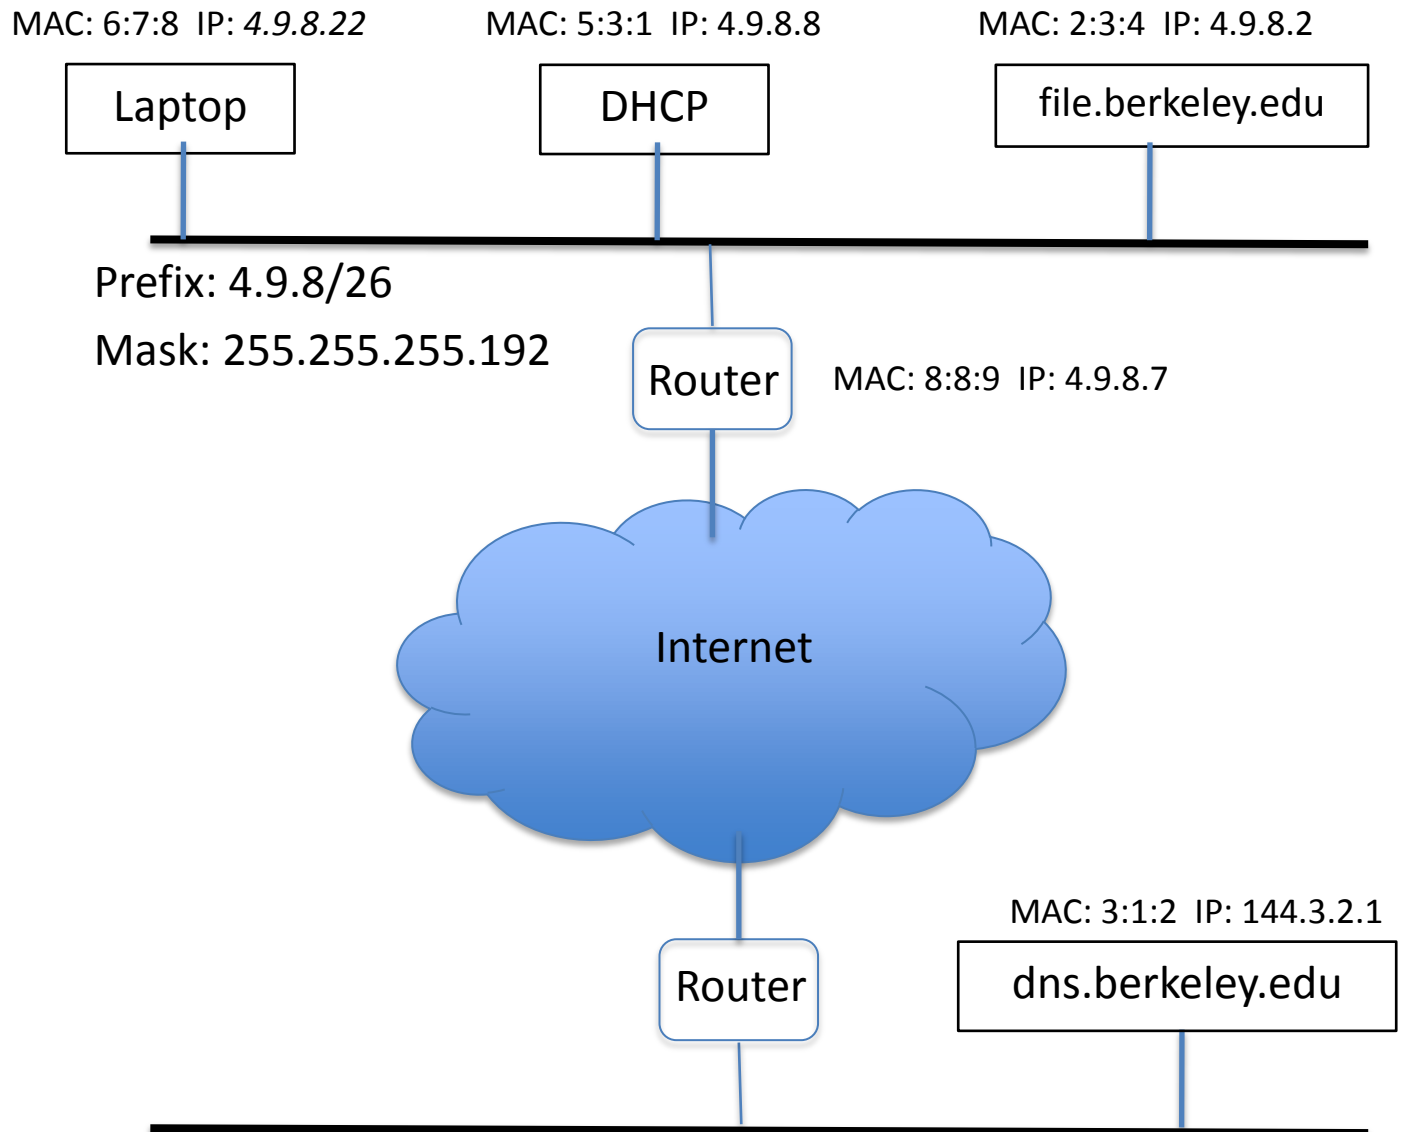 MAC: 6:7:8 IP: 4.9.8.22
MAC: 5:3:1 IP: 4.9.8.8
MAC: 2:3:4 IP: 4.9.8.2
Laptop
DHCP
file.berkeley.edu
Prefix: 4.9.8/26
Mask: 255.255.255.192
Router
MAC: 8:8:9 IP: 4.9.8.7
Internet
MAC: 3:1:2 IP: 144.3.2.1
Router
dns.berkeley.edu